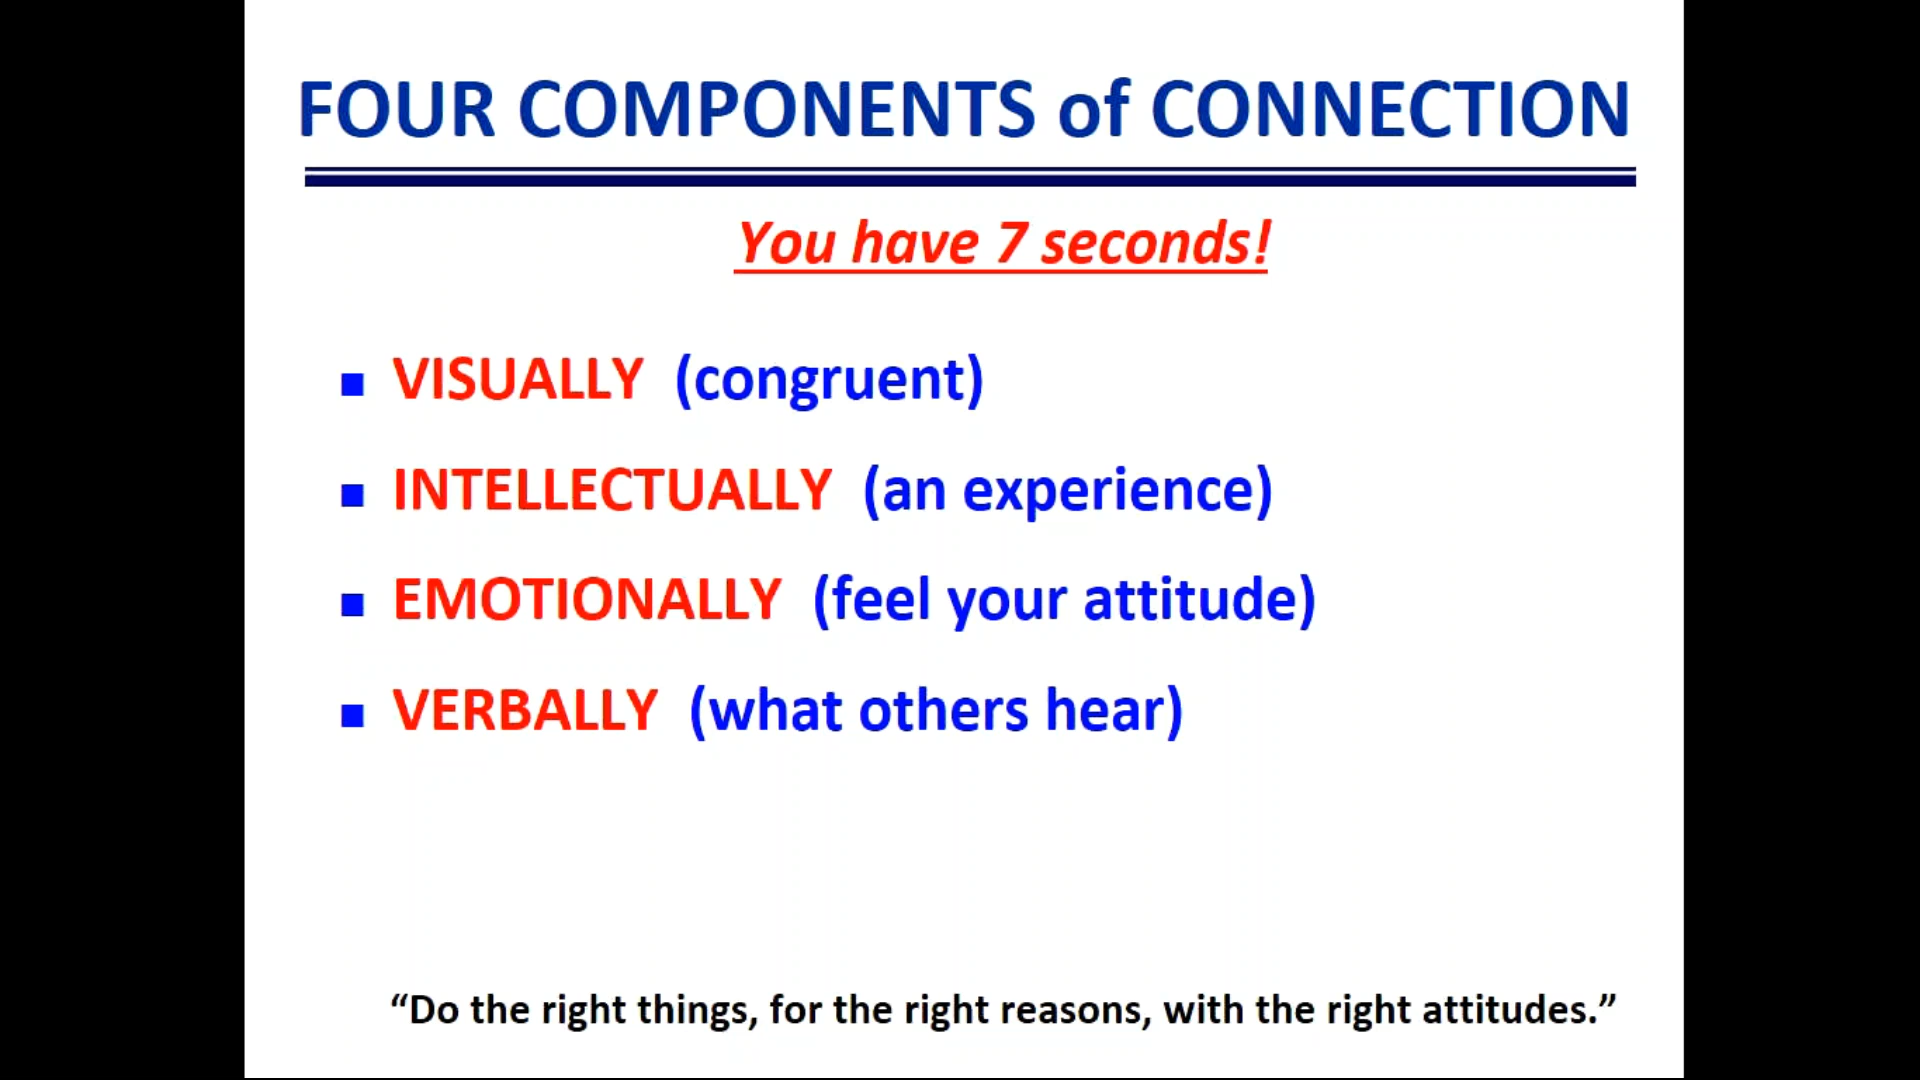 FOUR COMPONENTS of CONNECTION
You have 7 seconds!
VISUALLY (congruent)
INTELLECTUALLY (an experience)
EMOTIONALLY (feel your attitude)
VERBALLY (what others hear)
“Do the right things, for the right reasons, with the right attitudes.”